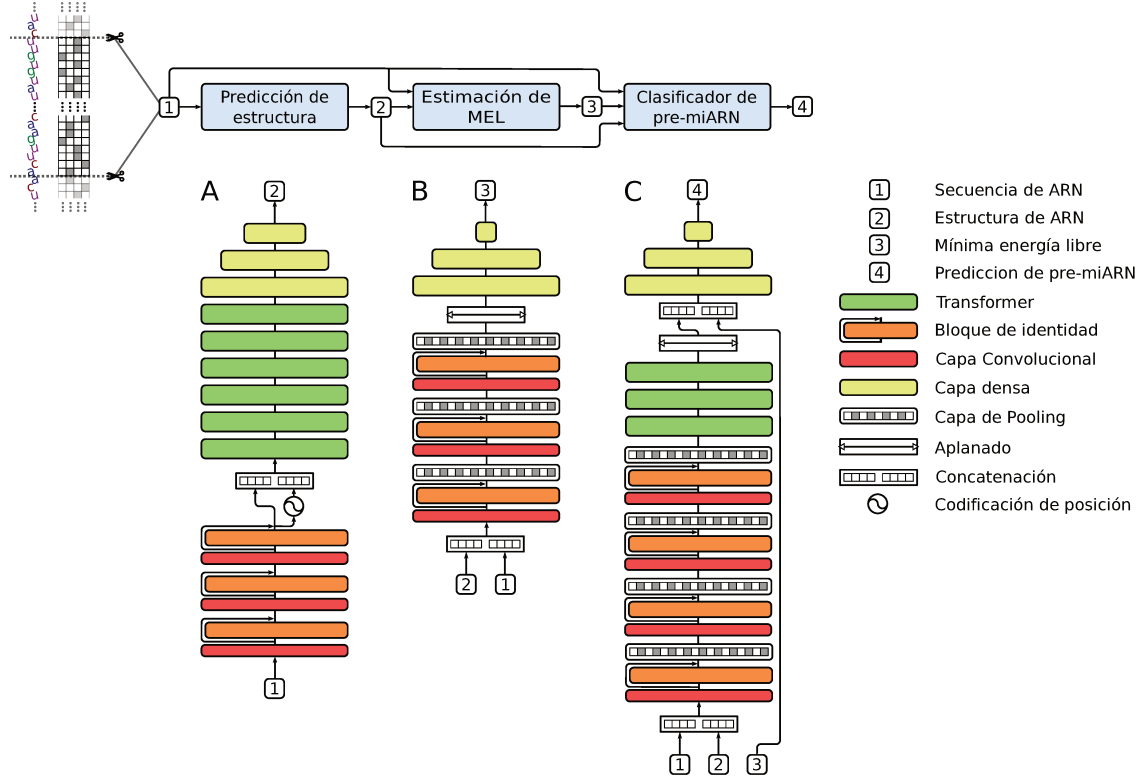 1
Predicción de
estructura
2
Estimación de
MEL
3
Clasificador de
pre-miARN
4
A
2
1
B
3
2
1
C
4
1
2
3
1 Secuencia de ARN
2 Estructura de ARN
3 Mínima energía libre
4 Prediccion de pre-miARN
Transformer
Bloque de identidad
Capa Convolucional
Capa densa
Capa de Pooling
Aplanado
Concatenación
Codificación de posición